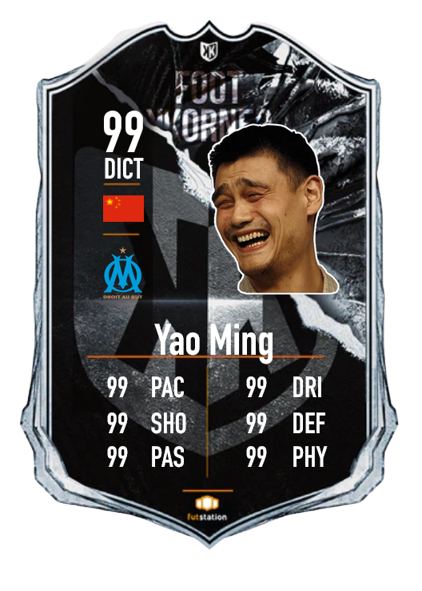 FOOT
KORNER
99
DICT
DROIT AU BUT
Yao Ming
99 PAC 99 DRI
99 SHO 99 DEF
99 PAS 99 PHY
futstation